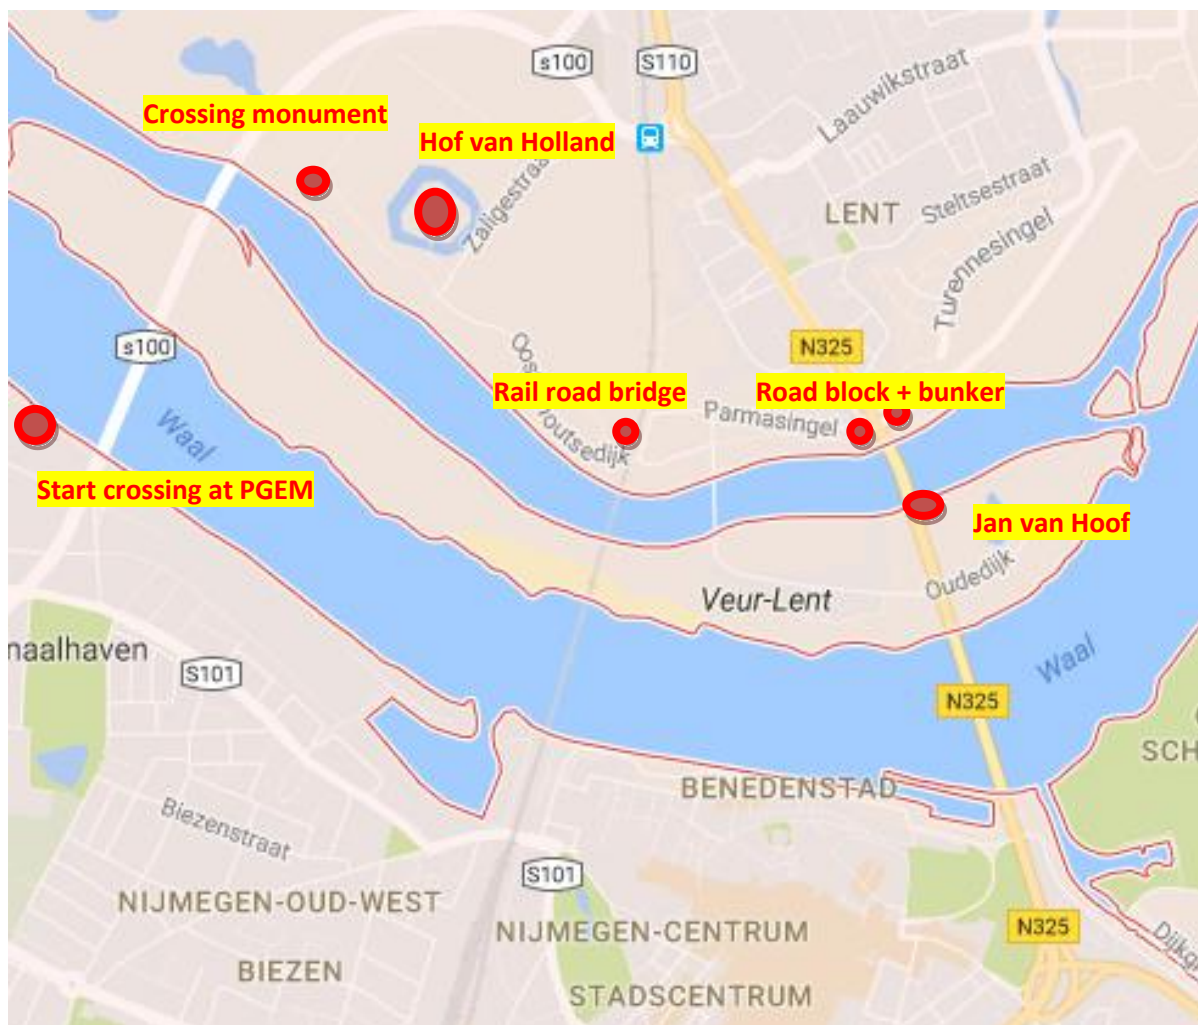 s100
S110
Laauwikstraat
Crossing monument
Hof van Holland
Zaligestraat
Steltsestraat
LENT
Turennesingel
s100
N325
Rail road bridge
Road block + bunker
Parmasingel
Waal
Start crossing at PGEM
Jan van Hoof
Oudedijk
Veur-Lent
naalhaven
Waal
S101
N325
SCH
BENEDENSTAD
Biezenstraat
S101
NIJMEGEN-OUD-WEST
N325
NIJMEGEN-CENTRUM
BIEZEN
STADSCENTRUM